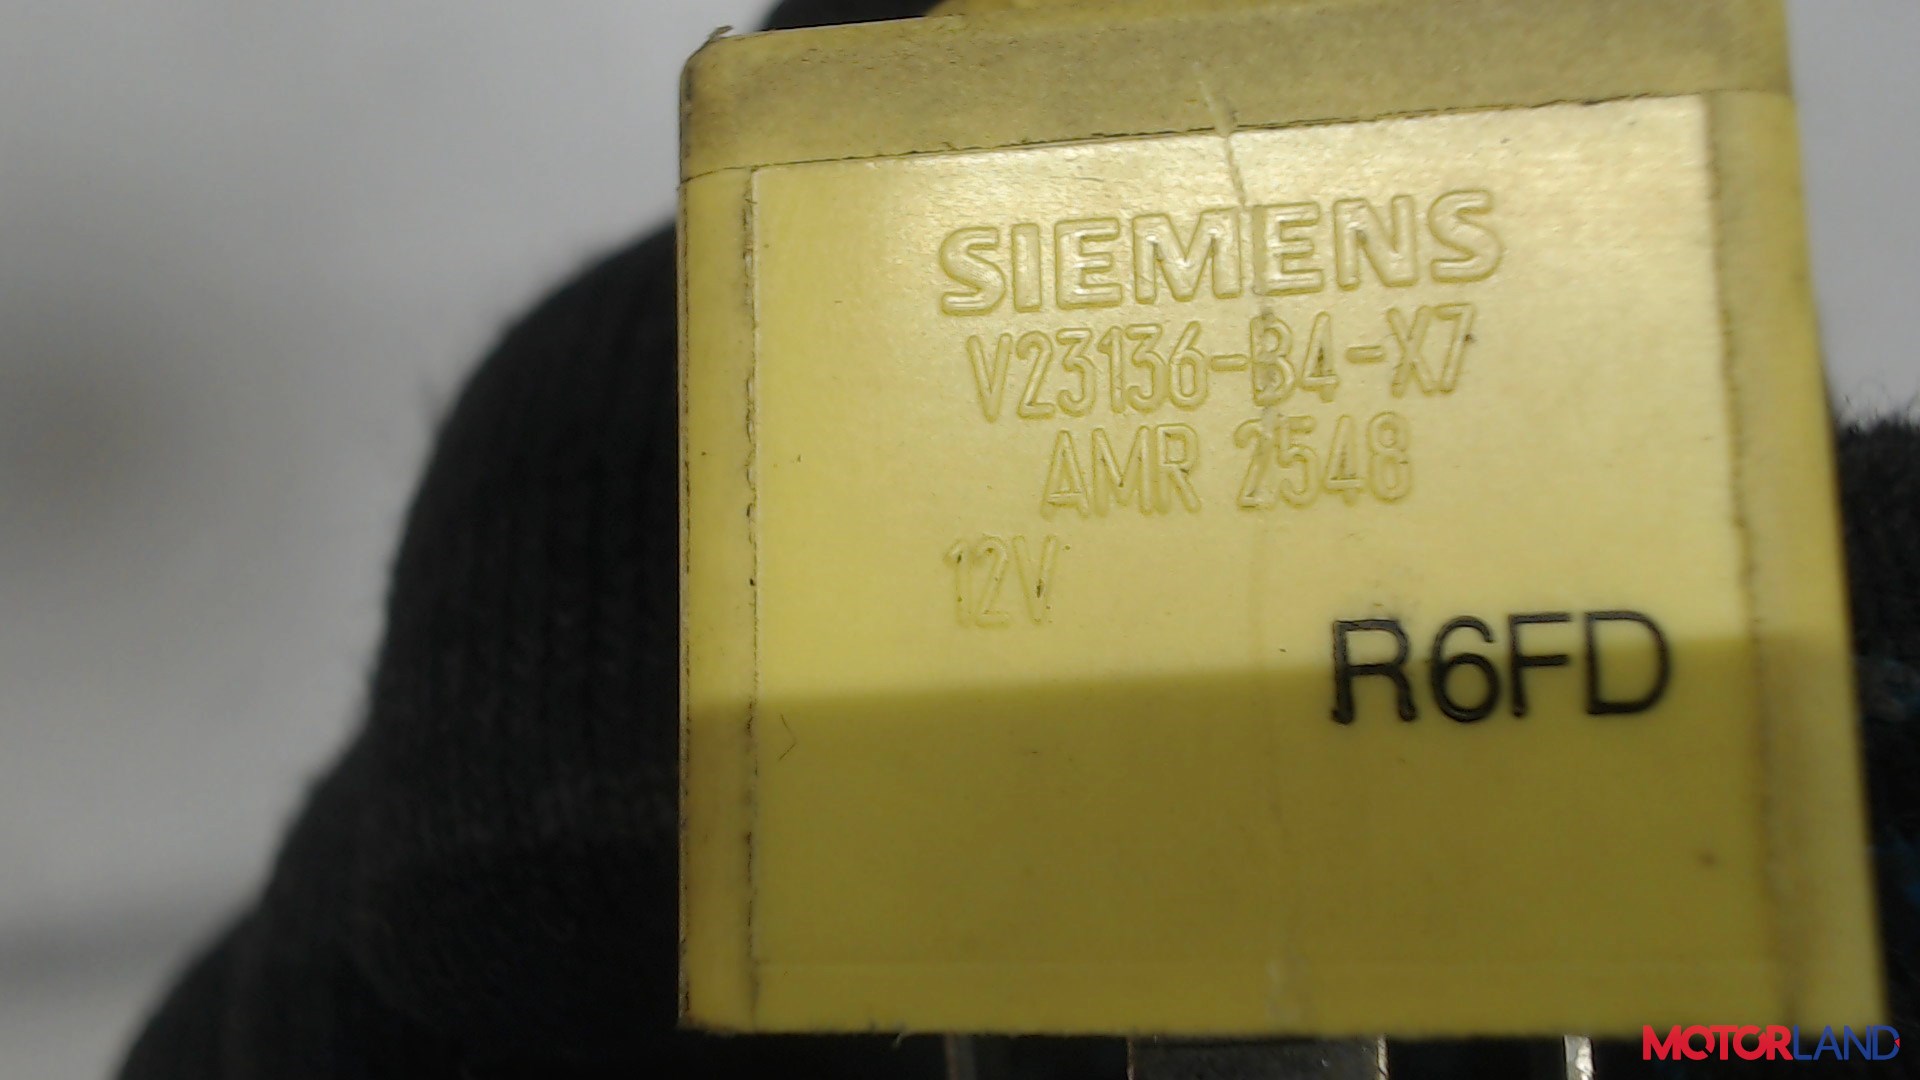 SIEMENS
V23136-B4-X7
AMR 2548
12V
R6FD
MOTORLAND